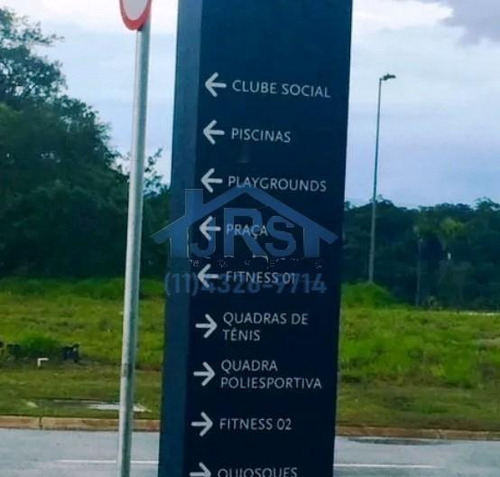 CLUBE SOCIAL
PISCINAS
PLAYGROUNDS
PRAÇA
JRS
FITNESS 01
(11)4328-9714
QUADRAS DE
TÊNIS
QUADRA
POLIESPORTIVA
FITNESS 02
QUIOSQUES